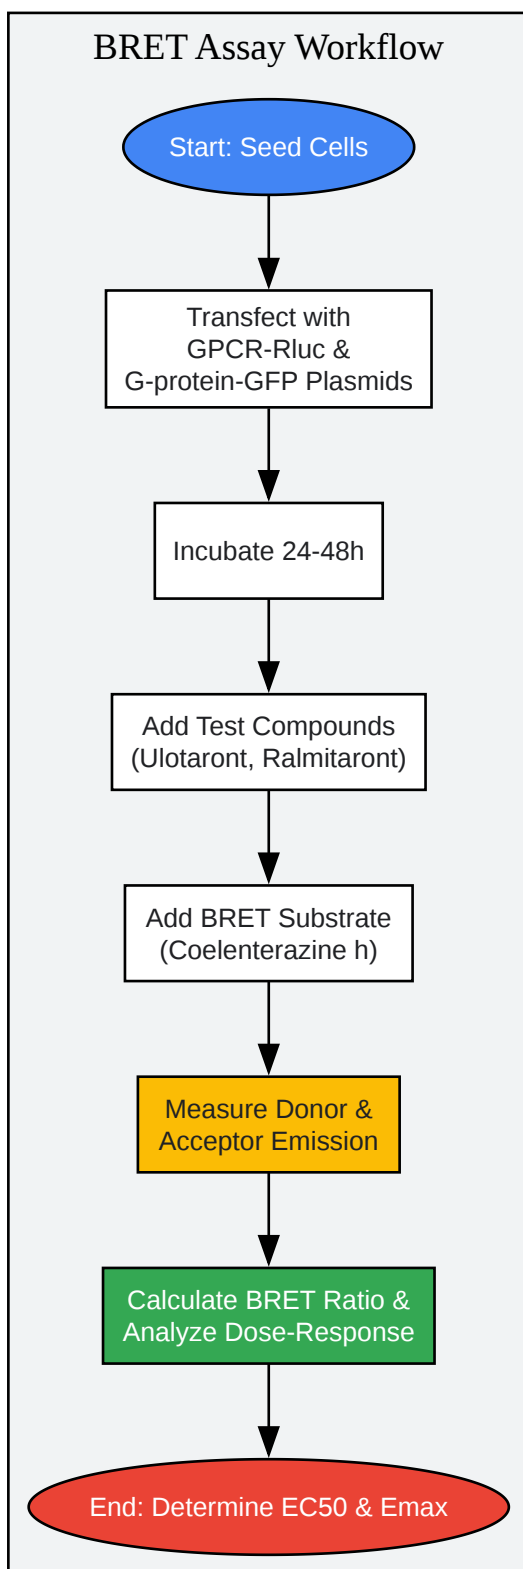 BRET Assay Workflow
Start: Seed Cells
Transfect with
GPCR-Rluc &
G-protein-GFP Plasmids
Incubate 24-48h
Add Test Compounds
(Ulotaront, Ralmitaront)
Add BRET Substrate
(Coelenterazine h)
Measure Donor &
Acceptor Emission
Calculate BRET Ratio &
Analyze Dose-Response
End: Determine EC50 & Emax